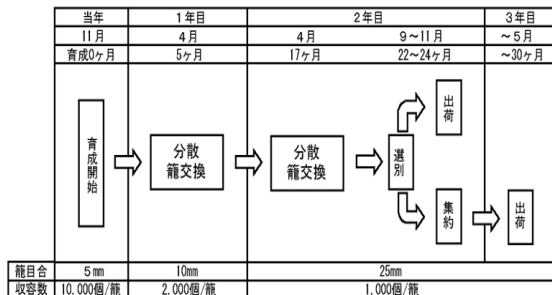 当年 1年目 2年目 3年目
11月 4月 4月 9～11月 ～5月
育成0ヶ月 5ヶ月 17ヶ月 22～24ヶ月 ～30ヶ月
育成開始
分散
籠交換
分散
籠交換
選別
出荷
集約
出荷
籠目合 5mm 10mm 25mm
収容数 10,000個/籠 2,000個/籠 1,000個/籠